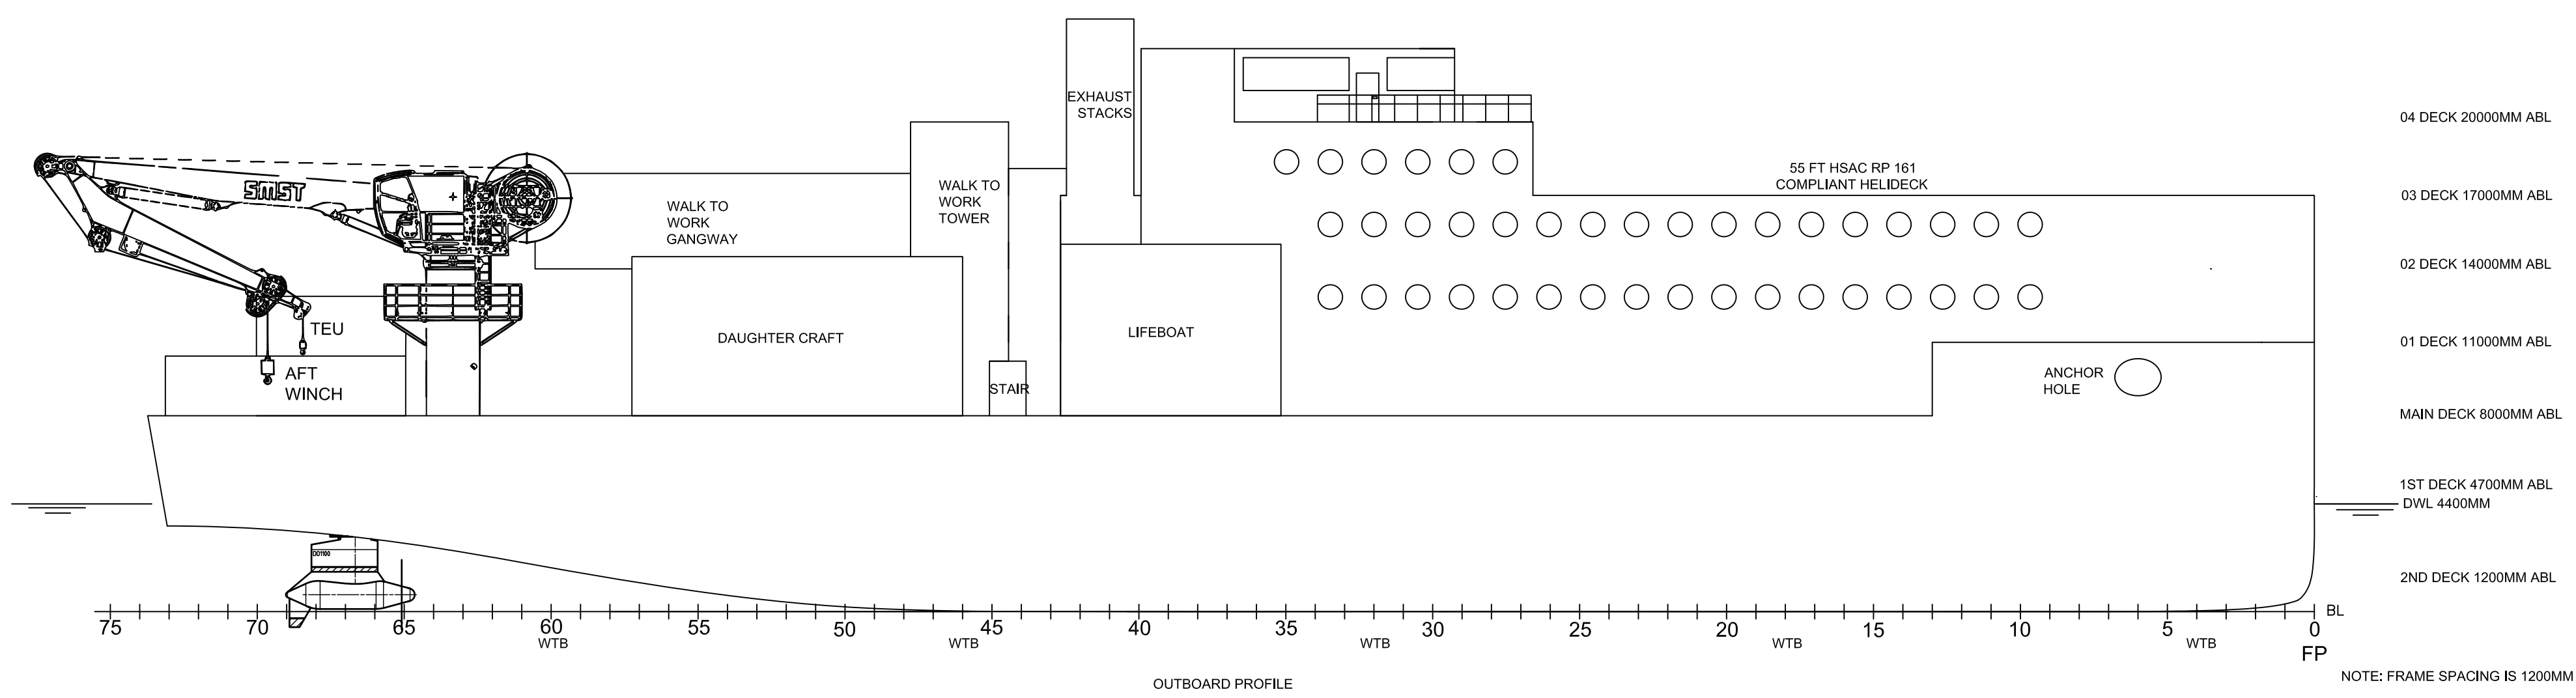 EXHAUST
STACKS
04 DECK 20000MM ABL
55 FT HSAC RP 161
COMPLIANT HELIDECK
SMST
WALK TO
WORK
TOWER
03 DECK 17000MM ABL
WALK TO
WORK
GANGWAY
02 DECK 14000MM ABL
TEU
DAUGHTER CRAFT
LIFEBOAT
01 DECK 11000MM ABL
AFT
WINCH
STAIR
ANCHOR
HOLE
MAIN DECK 8000MM ABL
1ST DECK 4700MM ABL
DWL 4400MM
DD1100
2ND DECK 1200MM ABL
BL
75 70 65 60 55 50 45 40 35 30 25 20 15 10 5 0
WTB WTB WTB WTB WTB
FP
NOTE: FRAME SPACING IS 1200MM
OUTBOARD PROFILE